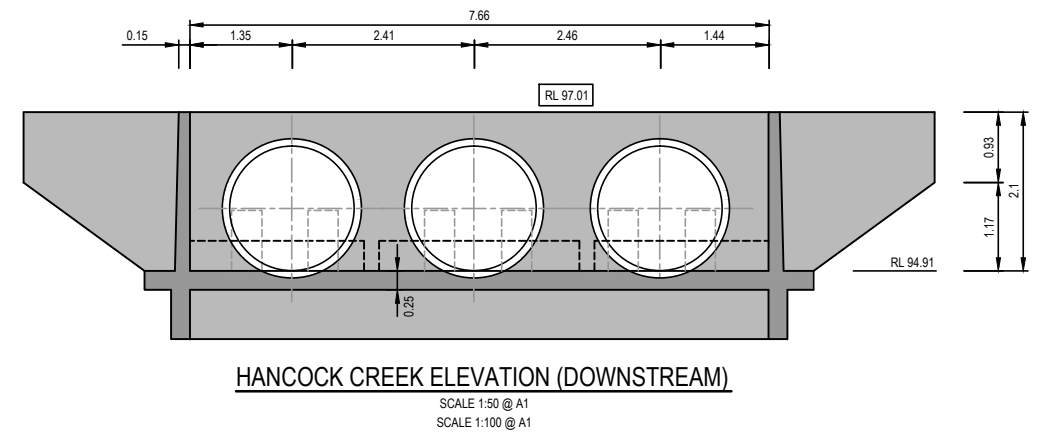 7.66
0.15
1.35
2.41
2.46
1.44
RL 97.01
0.93
2.1
1.17
RL 94.91
0.25
HANCOCK CREEK ELEVATION (DOWNSTREAM)
SCALE 1:50 @ A1
SCALE 1:100 @ A1